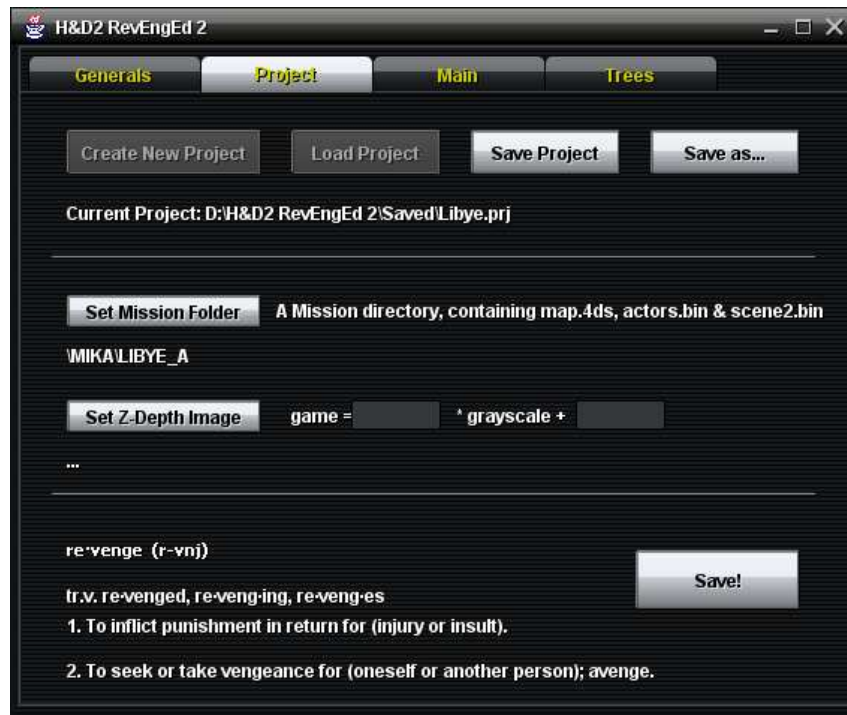 H&D2 RevEngEd 2
Generals Project Main Trees
Create New Project Load Project Save Project Save as...
Current Project: D:\H&D2 RevEngEd 2\Saved\Libye.prj
Set Mission Folder A Mission directory, containing map.4ds, actors.bin & scene2.bin
\MIKA\LIBYE_A
Set Z-Depth Image game = * grayscale +
...
re·venge (r-vnj)
Save!
tr.v. re·venged, re·veng·ing, re·veng·es
1. To inflict punishment in return for (injury or insult).
2. To seek or take vengeance for (oneself or another person); avenge.